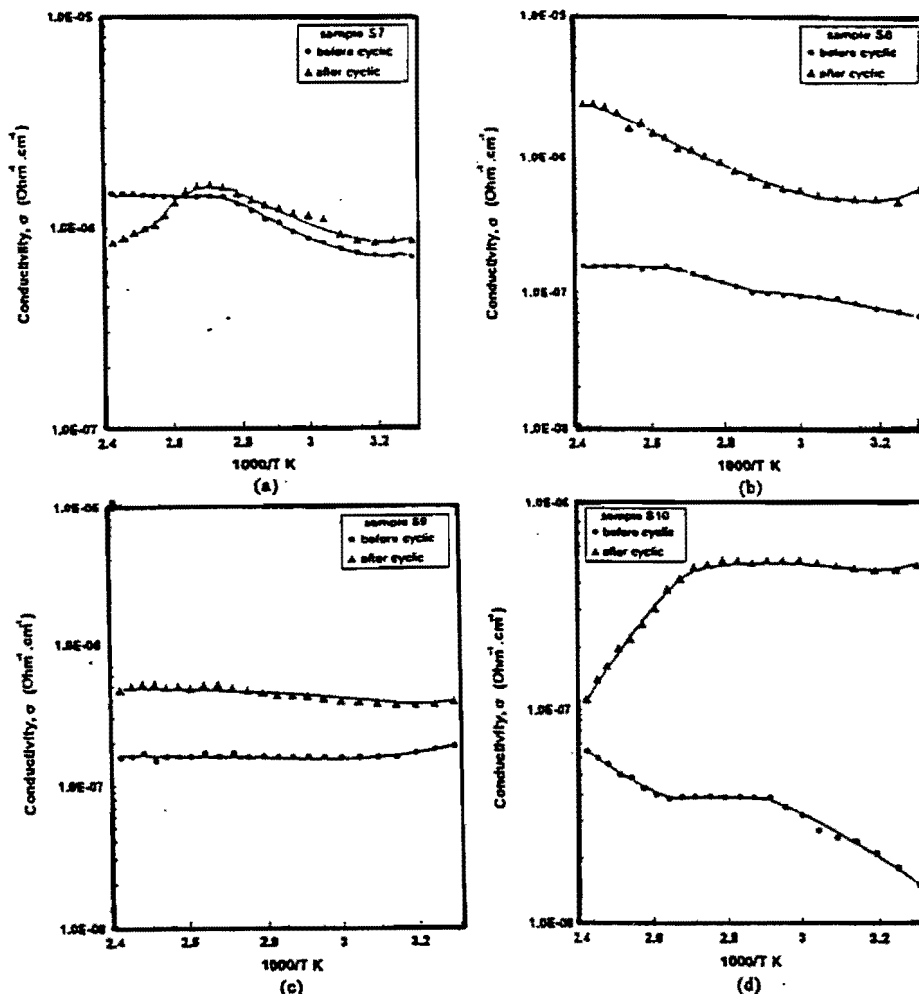 1.0E-05
sample S7
before cyclic
after cyclic
Conductivity, σ (Ohm⁻¹.cm⁻¹)
1.0E-06
1.0E-07
2.4 2.6 2.8 3 3.2
1000/T K
(a)
1.0E-05
sample S8
before cyclic
after cyclic
Conductivity, σ (Ohm⁻¹.cm⁻¹)
1.0E-06
1.0E-07
1.0E-08
2.4 2.6 2.8 3 3.2
1000/T K
(b)
1.0E-05
sample S9
before cyclic
after cyclic
Conductivity, σ (Ohm⁻¹.cm⁻¹)
1.0E-06
1.0E-07
1.0E-08
2.4 2.6 2.8 3 3.2
1000/T K
(c)
1.0E-06
sample S10
before cyclic
after cyclic
Conductivity, σ (Ohm⁻¹.cm⁻¹)
1.0E-07
1.0E-08
2.4 2.6 2.8 3 3.2
1000/T K
(d)